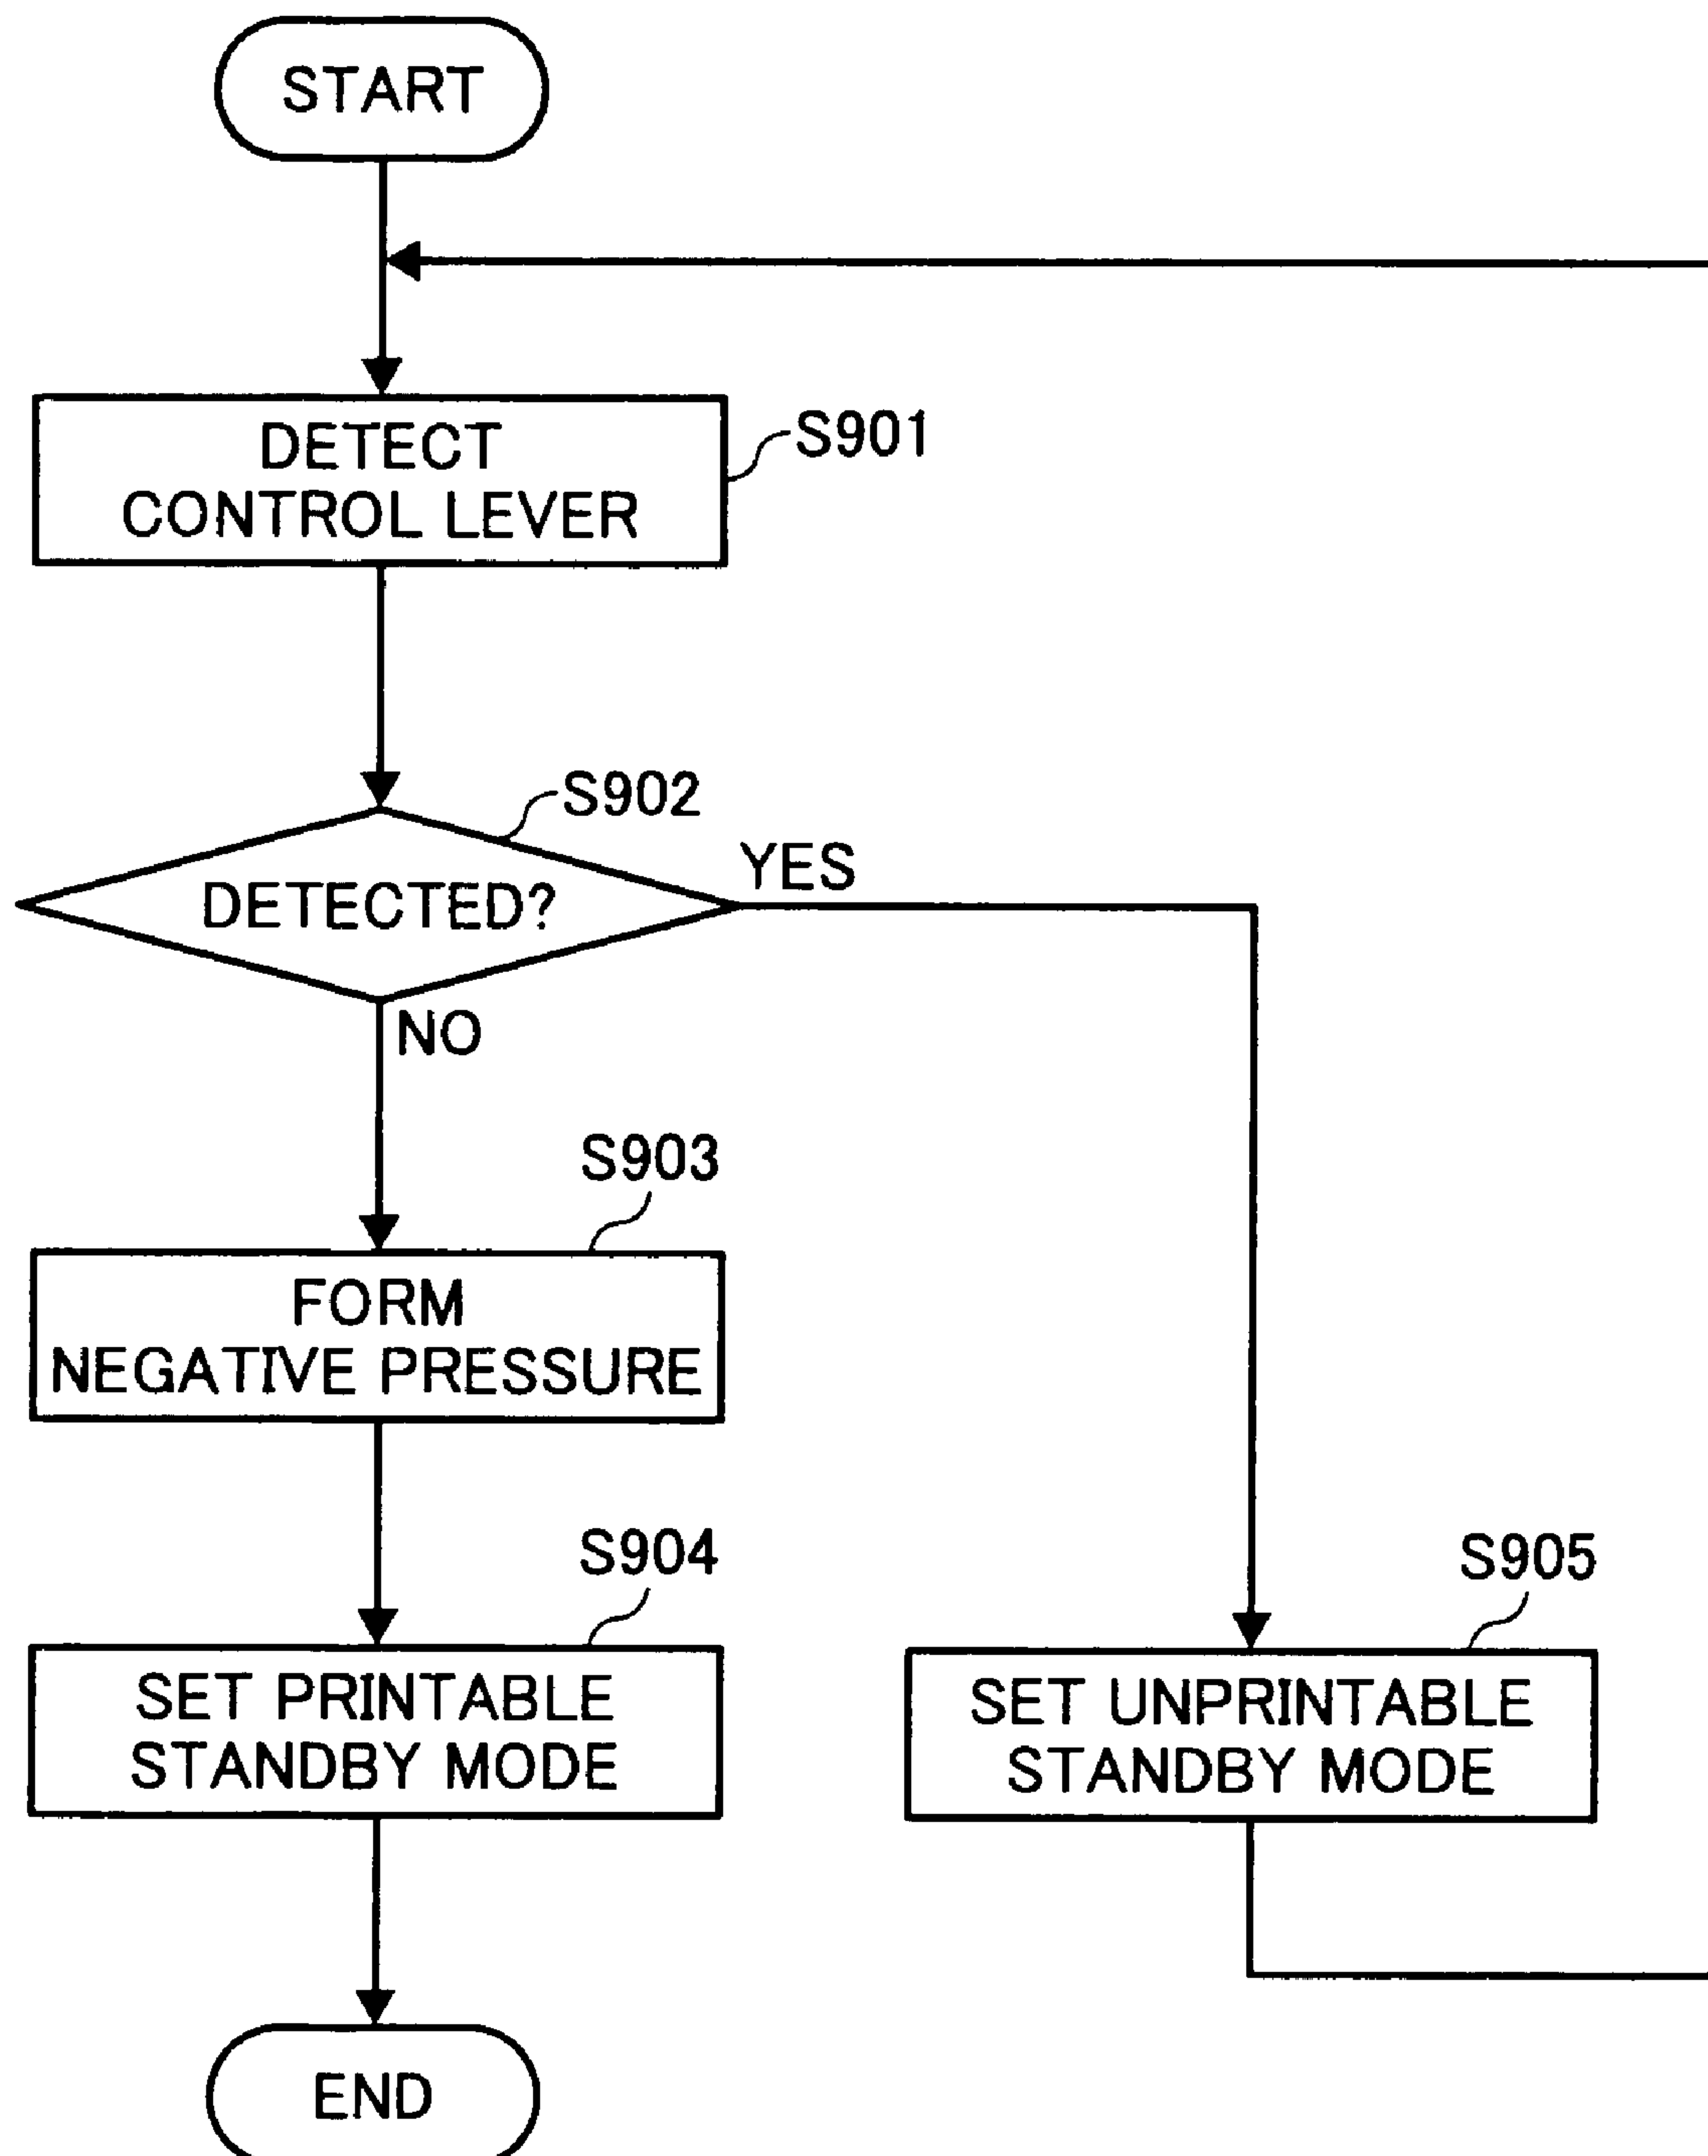 START
DETECT
CONTROL LEVER
S901
S902
DETECTED?
YES
NO
S903
FORM
NEGATIVE PRESSURE
S904
SET PRINTABLE
STANDBY MODE
S905
SET UNPRINTABLE
STANDBY MODE
END